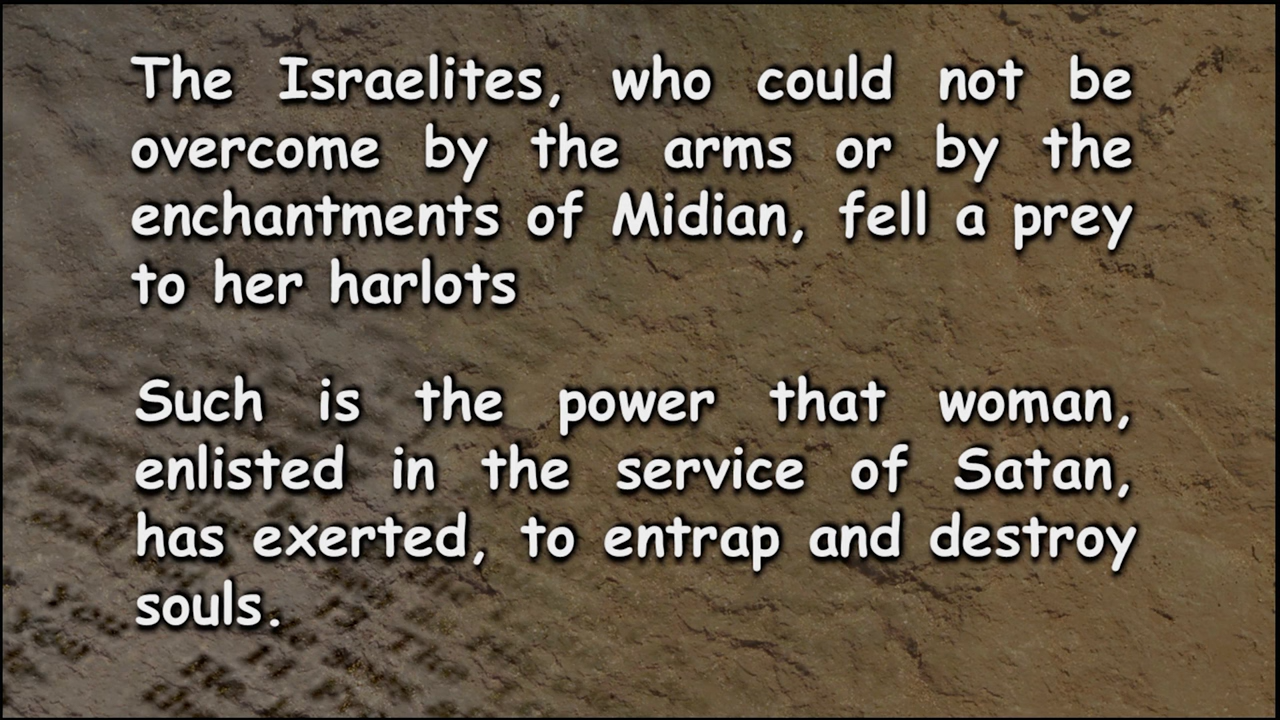 The Israelites, who could not be
overcome by the arms or by the
enchantments of Midian, fell a prey
to her harlots
Such is the power that woman,
enlisted in the service of Satan,
has exerted, to entrap and destroy
souls.